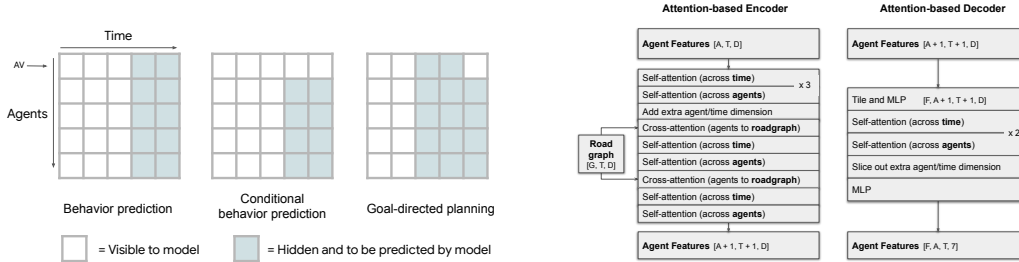 Time
AV
Agents
Behavior prediction
Conditional
behavior prediction
Goal-directed planning
= Visible to model
= Hidden and to be predicted by model
Attention-based Encoder
Agent Features [A, T, D]
Self-attention (across time)
x 3
Self-attention (across agents)
Add extra agent/time dimension
Cross-attention (agents to roadgraph)
Self-attention (across time)
Self-attention (across agents)
Cross-attention (agents to roadgraph)
Self-attention (across time)
Self-attention (across agents)
Road
graph
[G, T, D]
Agent Features [A + 1, T + 1, D]
Attention-based Decoder
Agent Features [A + 1, T + 1, D]
Tile and MLP [F, A + 1, T + 1, D]
Self-attention (across time)
x 2
Self-attention (across agents)
Slice out extra agent/time dimension
MLP
Agent Features [F, A, T, 7]